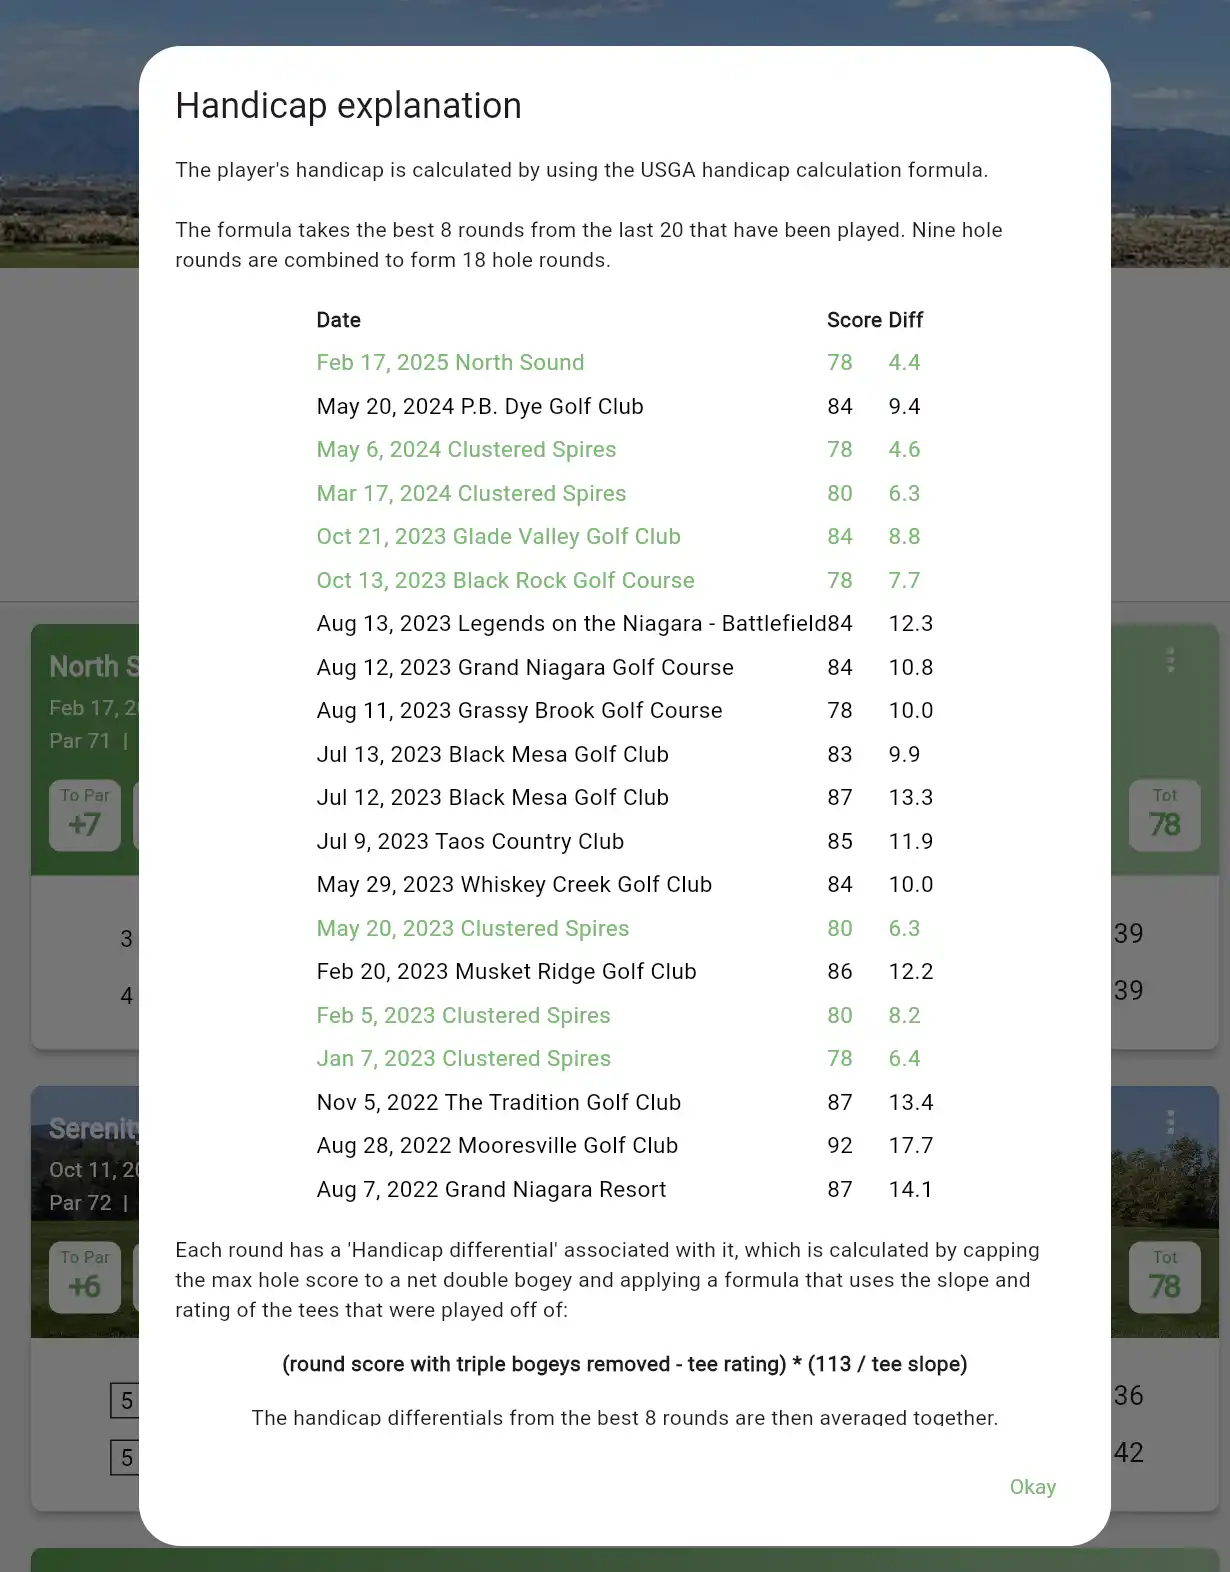 Handicap explanation
The player's handicap is calculated by using the USGA handicap calculation formula.
The formula takes the best 8 rounds from the last 20 that have been played. Nine hole
rounds are combined to form 18 hole rounds.
Date Score Diff
Feb 17, 2025 North Sound 78 4.4
May 20, 2024 P.B. Dye Golf Club 84 9.4
May 6, 2024 Clustered Spires 78 4.6
Mar 17, 2024 Clustered Spires 80 6.3
Oct 21, 2023 Glade Valley Golf Club 84 8.8
Oct 13, 2023 Black Rock Golf Course 78 7.7
Aug 13, 2023 Legends on the Niagara - Battlefield 84 12.3
Aug 12, 2023 Grand Niagara Golf Course 84 10.8
Aug 11, 2023 Grassy Brook Golf Course 78 10.0
Jul 13, 2023 Black Mesa Golf Club 83 9.9
Jul 12, 2023 Black Mesa Golf Club 87 13.3
Jul 9, 2023 Taos Country Club 85 11.9
May 29, 2023 Whiskey Creek Golf Club 84 10.0
May 20, 2023 Clustered Spires 80 6.3
Feb 20, 2023 Musket Ridge Golf Club 86 12.2
Feb 5, 2023 Clustered Spires 80 8.2
Jan 7, 2023 Clustered Spires 78 6.4
Nov 5, 2022 The Tradition Golf Club 87 13.4
Aug 28, 2022 Mooresville Golf Club 92 17.7
Aug 7, 2022 Grand Niagara Resort 87 14.1
Each round has a 'Handicap differential' associated with it, which is calculated by capping
the max hole score to a net double bogey and applying a formula that uses the slope and
rating of the tees that were played off of:
(round score with triple bogeys removed - tee rating) * (113 / tee slope)
The handicap differentials from the best 8 rounds are then averaged together.
Okay
North S
Feb 17, 2
Par 71 |
To Par
+7
Tot
78
3
39
4
39
Serenity
Oct 11, 20
Par 72 |
To Par
+6
Tot
78
5
36
5
42